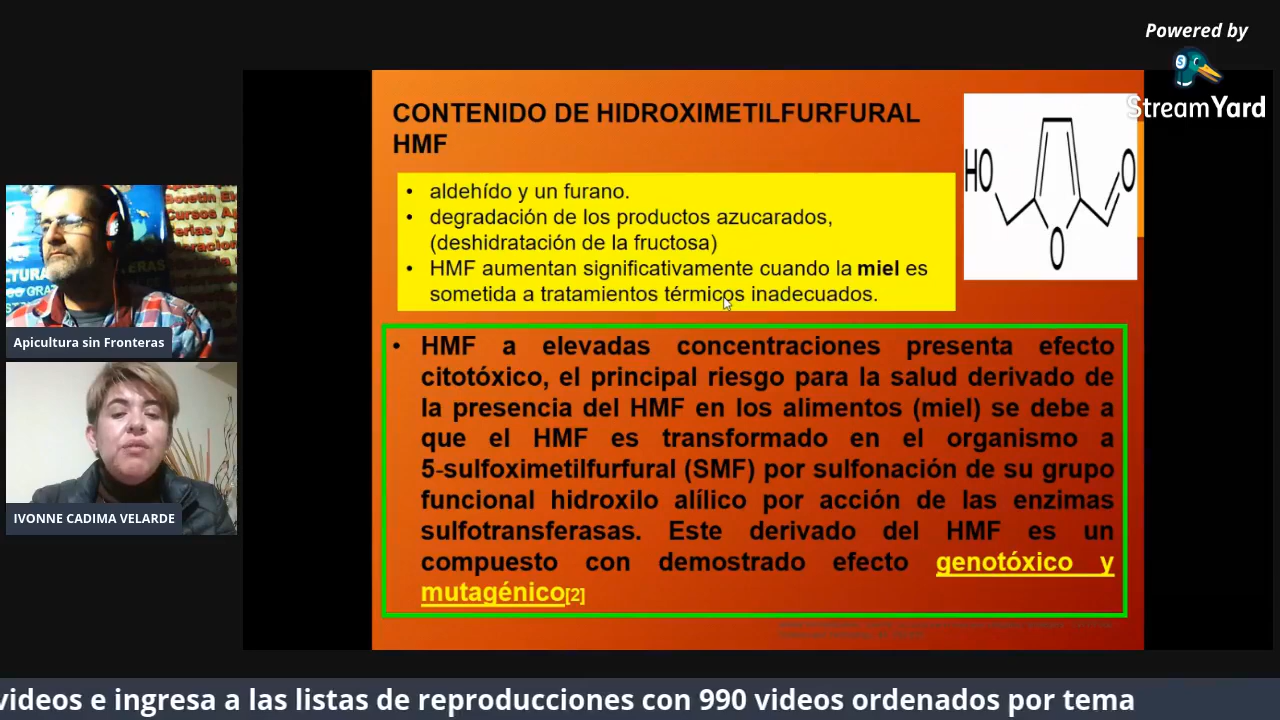 Powered by
StreamYard
CONTENIDO DE HIDROXIMETILFURFURAL
HMF
• aldehído y un furano.
• degradación de los productos azucarados,
(deshidratación de la fructosa)
• HMF aumentan significativamente cuando la miel es
sometida a tratamientos térmicos inadecuados.
HO
O
O
• HMF a elevadas concentraciones presenta efecto
citotóxico, el principal riesgo para la salud derivado de
la presencia del HMF en los alimentos (miel) se debe a
que el HMF es transformado en el organismo a
5-sulfoximetilfurfural (SMF) por sulfonación de su grupo
funcional hidroxilo alílico por acción de las enzimas
sulfotransferasas. Este derivado del HMF es un
compuesto con demostrado efecto genotóxico y
mutagénico[2]
Apicultura sin Fronteras
IVONNE CADIMA VELARDE
videos e ingresa a las listas de reproducciones con 990 videos ordenados por tema